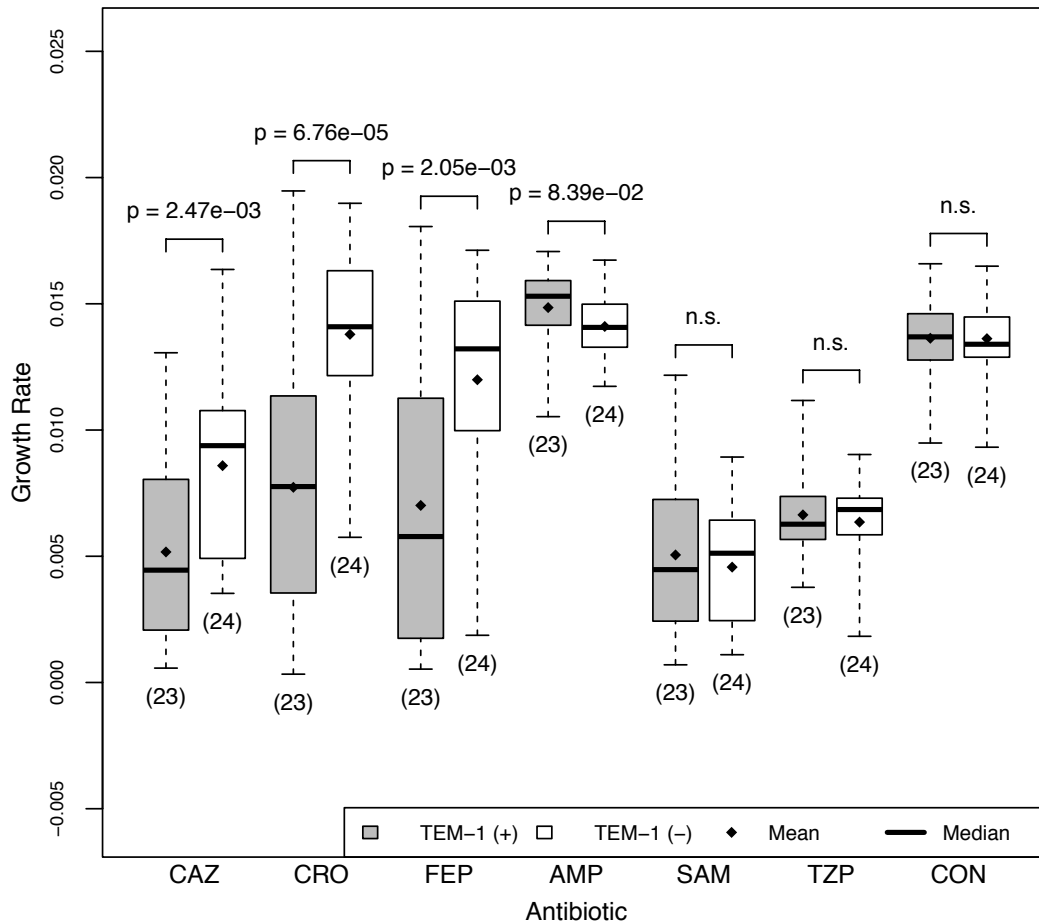 p = 6.76e−05
p = 2.05e−03
p = 2.47e−03
p = 8.39e−02
n.s.
n.s.
n.s.
(23)
(24)
(23)
(24)
(23)
(24)
(23)
(24)
(23)
(24)
(23)
(24)
(23)
(24)
Growth Rate
0.025
0.020
0.015
0.010
0.005
0.000
−0.005
TEM−1 (+) TEM−1 (−) Mean Median
CAZ CRO FEP AMP SAM TZP CON
Antibiotic